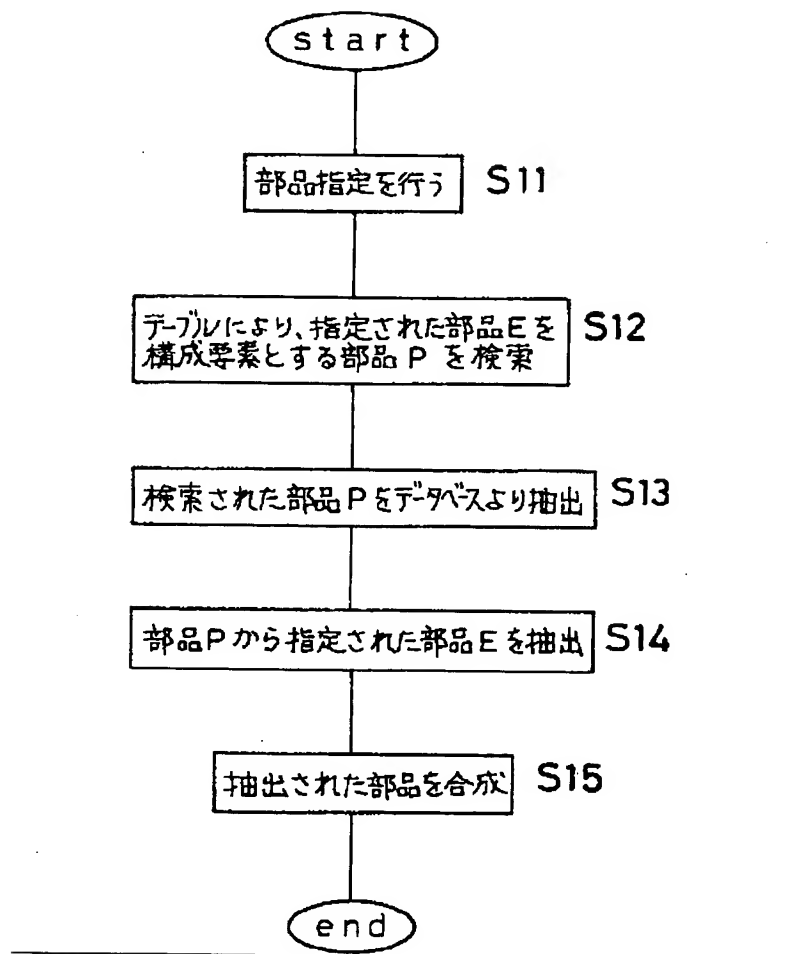 start
部品指定を行う S11
テーブルにより、指定された部品Eを S12
構成要素とする部品P を検索
検索された部品Pをデータベースより抽出 S13
部品Pから指定された部品Eを抽出 S14
抽出された部品を合成 S15
end